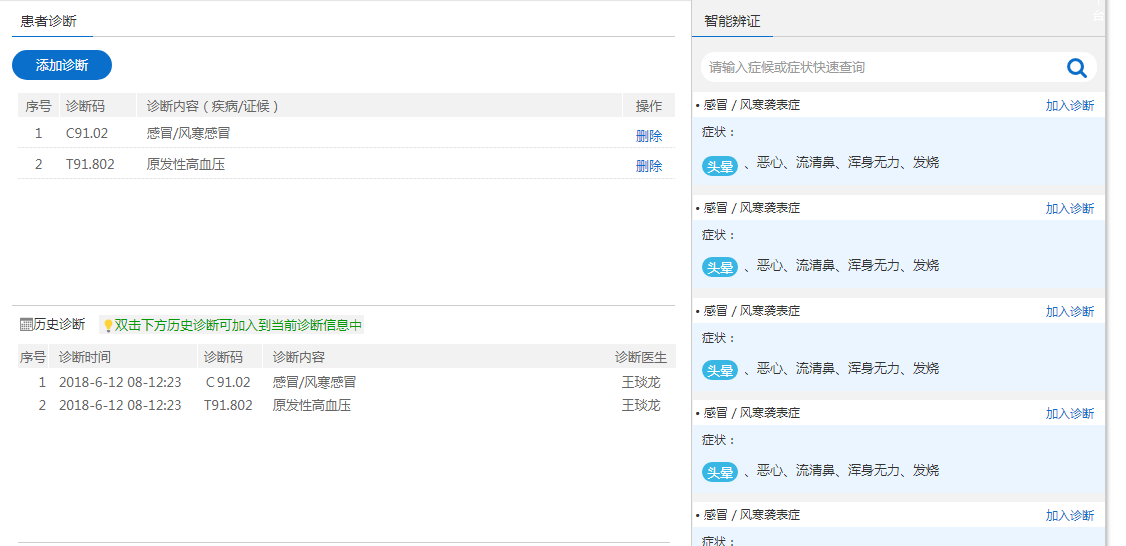 患者诊断
添加诊断
序号 诊断码 诊断内容（疾病/证候） 操作
1 C91.02 感冒/风寒感冒 删除
2 T91.802 原发性高血压 删除
历史诊断 双击下方历史诊断可加入到当前诊断信息中
序号 诊断时间 诊断码 诊断内容 诊断医生
1 2018-6-12 08-12:23 C 91.02 感冒/风寒感冒 王琰龙
2 2018-6-12 08-12:23 T91.802 原发性高血压 王琰龙
智能辨证
台
请输入症候或症状快速查询
• 感冒 / 风寒袭表症 加入诊断
症状：
头晕 、恶心、流清鼻、浑身无力、发烧
• 感冒 / 风寒袭表症 加入诊断
症状：
头晕 、恶心、流清鼻、浑身无力、发烧
• 感冒 / 风寒袭表症 加入诊断
症状：
头晕 、恶心、流清鼻、浑身无力、发烧
• 感冒 / 风寒袭表症 加入诊断
症状：
头晕 、恶心、流清鼻、浑身无力、发烧
• 感冒 / 风寒袭表症 加入诊断
症状：